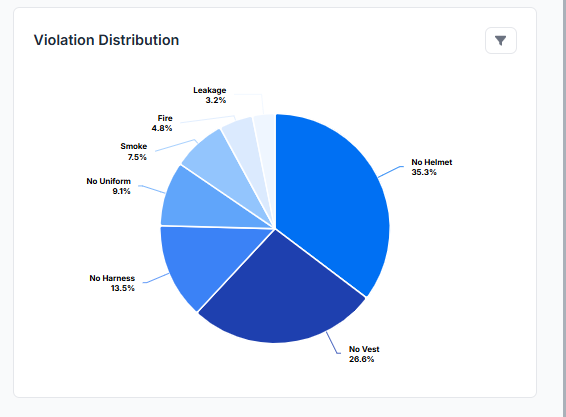 Violation Distribution
Leakage
3.2%
Fire
4.8%
Smoke
7.5%
No Helmet
35.3%
No Uniform
9.1%
No Harness
13.5%
No Vest
26.6%